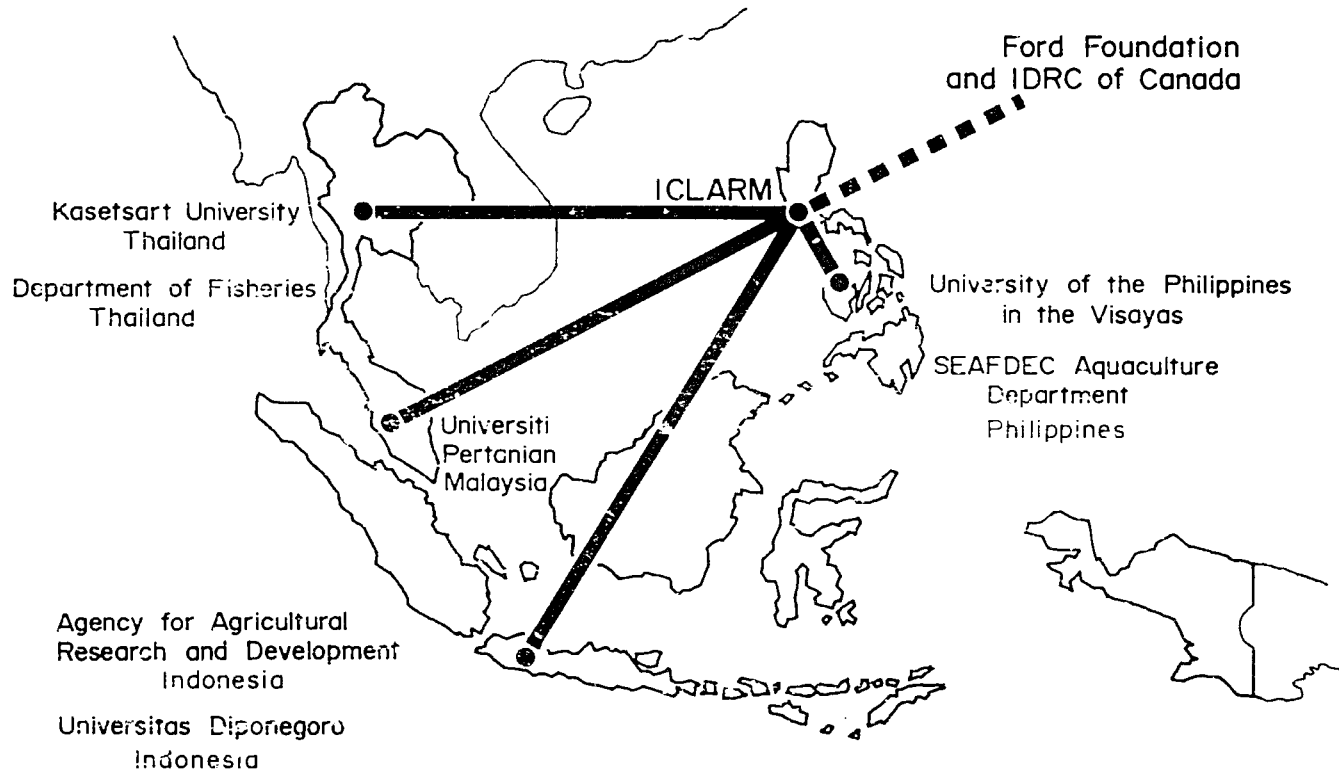 Ford Foundation
and IDRC of Canada
ICLARM
Kasetsart University
Thailand
Department of Fisheries
Thailand
University of the Philippines
in the Visayas
SEAFDEC Aquaculture
Department
Philippines
Universiti
Pertanian
Malaysia
Agency for Agricultural
Research and Development
Indonesia
Universitas Diponegoro
Indonesia